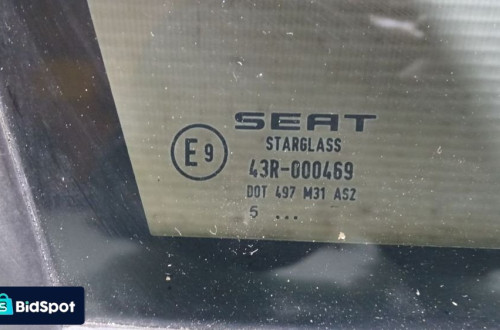 SEAT
STARGLASS
E9
43R-000469
DOT 497 M31 AS2
5 ...
BidSpot